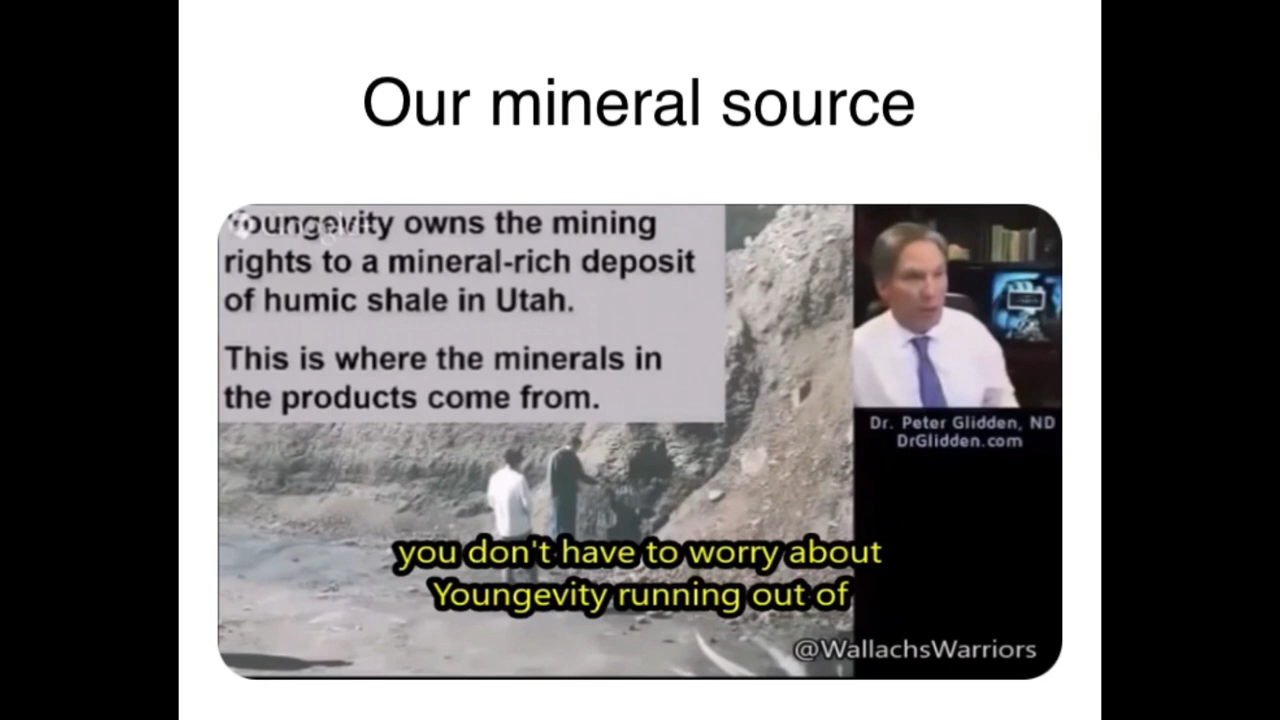 Our mineral source
Youngevity owns the mining
rights to a mineral-rich deposit
of humic shale in Utah.
This is where the minerals in
the products come from.
Dr. Peter Glidden, ND
DrGlidden.com
you don't have to worry about
Youngevity running out of
@WallachsWarriors